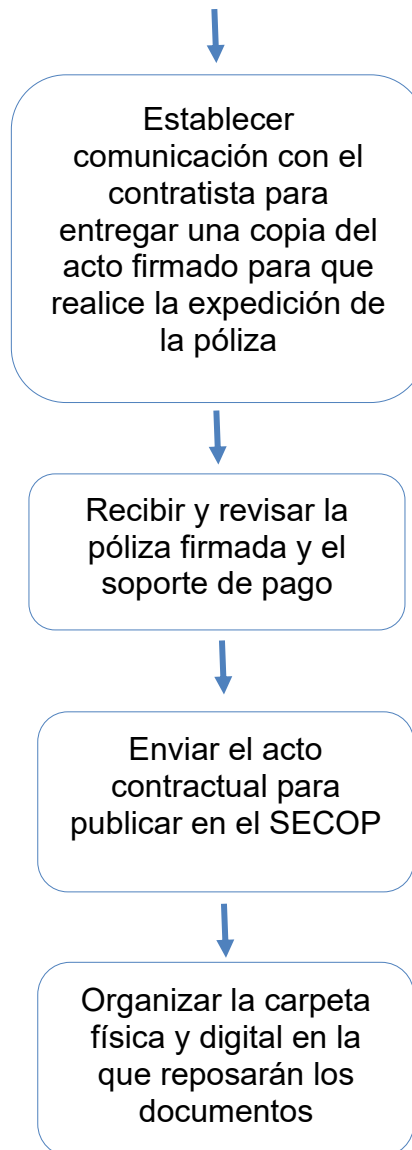 Establecer
comunicación con el
contratista para
entregar una copia del
acto firmado para que
realice la expedición de
la póliza
Recibir y revisar la
póliza firmada y el
soporte de pago
Enviar el acto
contractual para
publicar en el SECOP
Organizar la carpeta
física y digital en la
que reposarán los
documentos